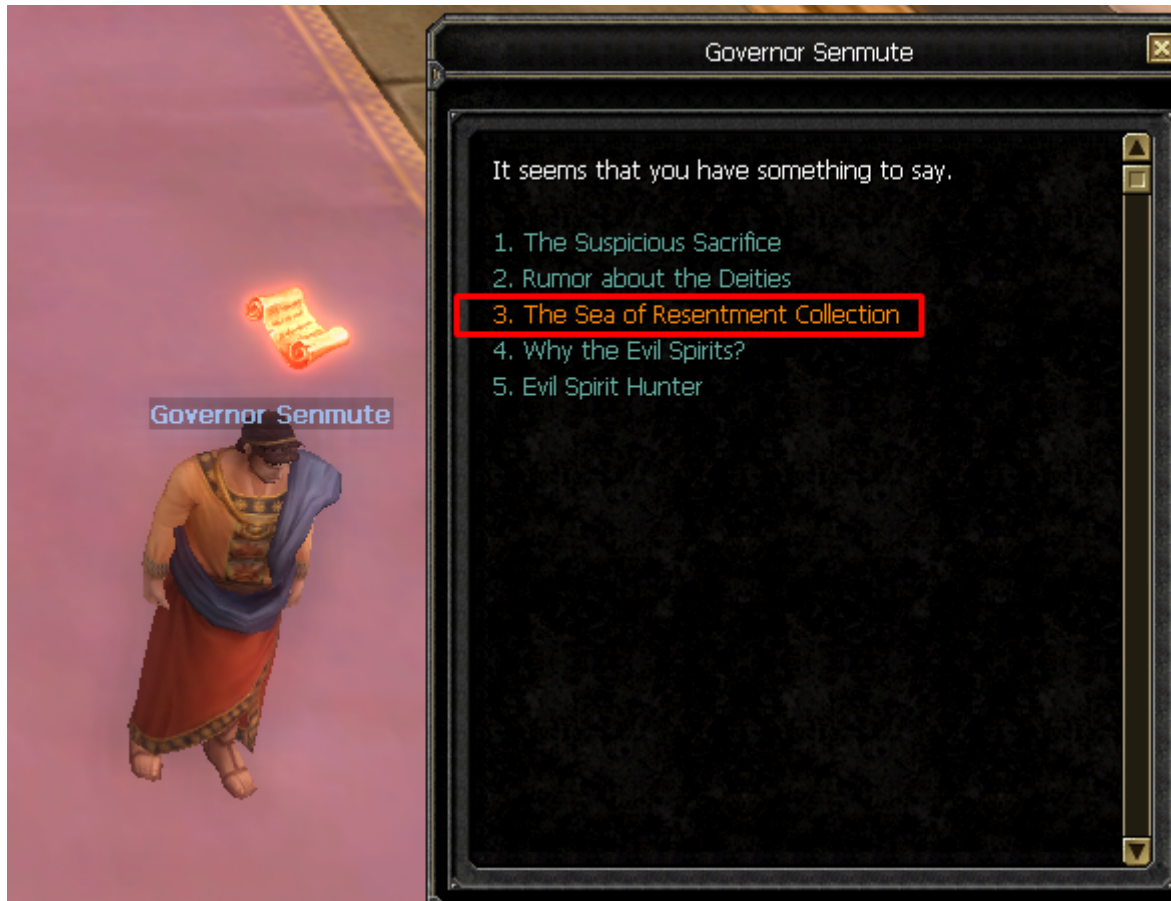 Governor Senmute
It seems that you have something to say.
1. The Suspicious Sacrifice
2. Rumor about the Deities
3. The Sea of Resentment Collection
4. Why the Evil Spirits?
5. Evil Spirit Hunter
Governor Senmute